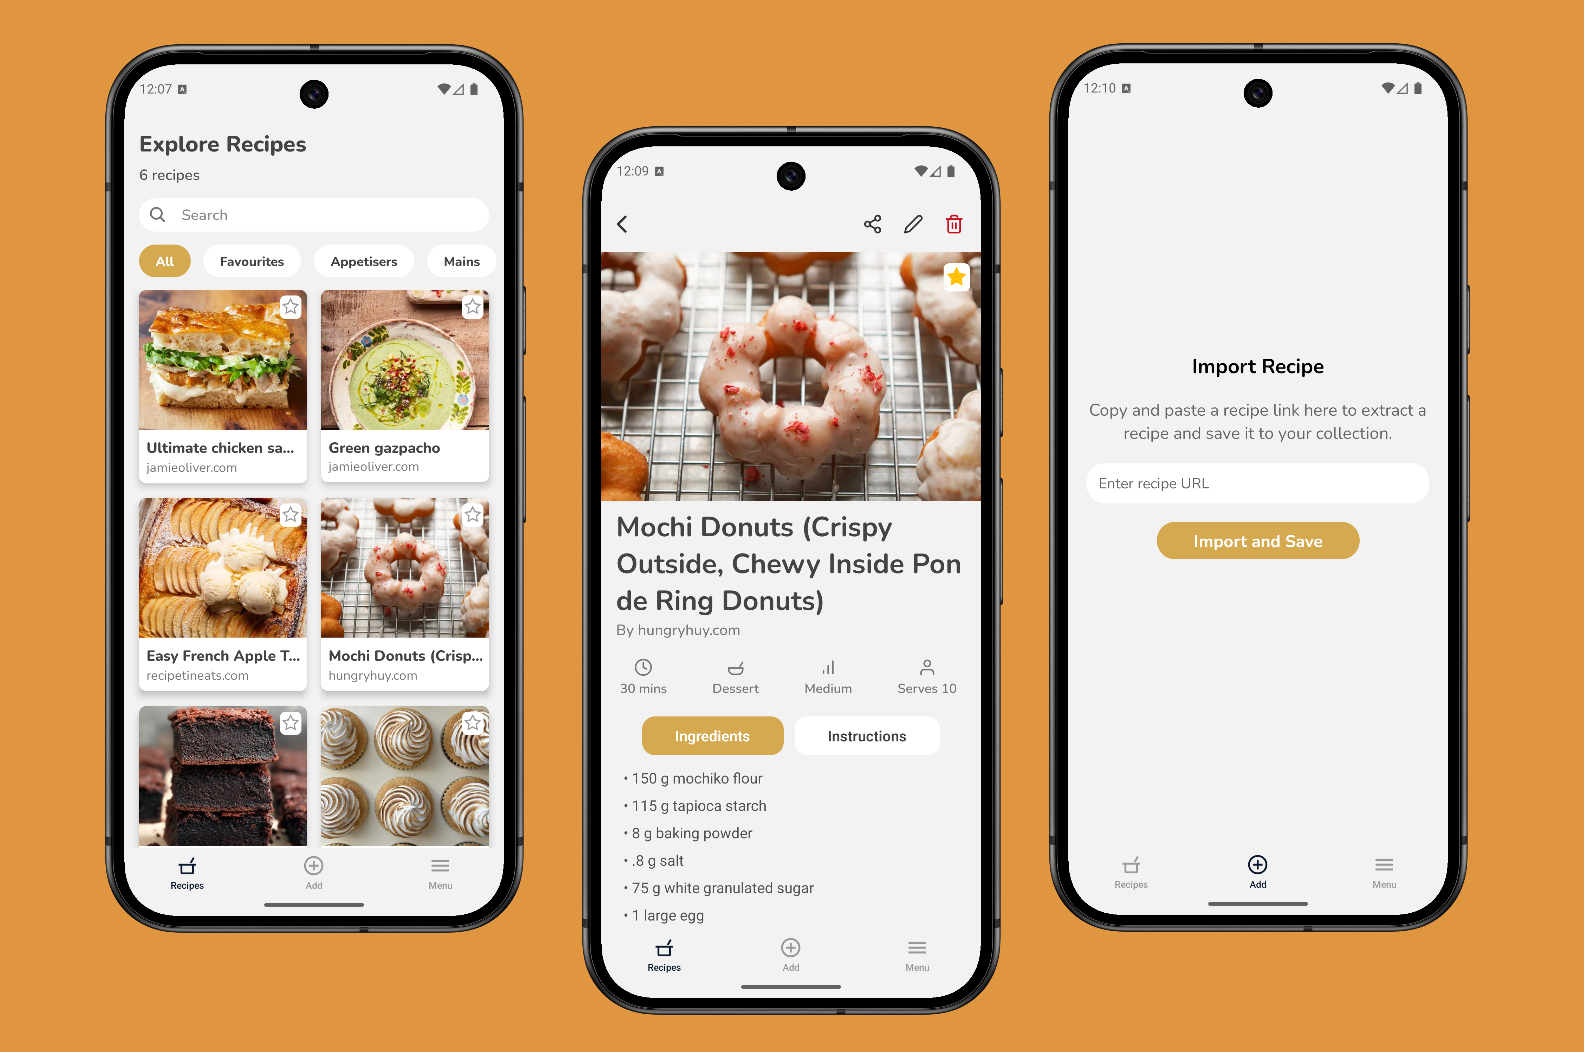 12:07
Explore Recipes
6 recipes
Search
All Favourites Appetisers Mains
Ultimate chicken sa...
jamieoliver.com
Green gazpacho
jamieoliver.com
Easy French Apple T...
recipetineats.com
Mochi Donuts (Crisp...
hungryhuy.com
Recipes Add Menu
12:09
Mochi Donuts (Crispy
Outside, Chewy Inside Pon
de Ring Donuts)
By hungryhuy.com
30 mins Dessert Medium Serves 10
Ingredients Instructions
• 150 g mochiko flour
• 115 g tapioca starch
• 8 g baking powder
• .8 g salt
• 75 g white granulated sugar
• 1 large egg
Recipes Add Menu
12:10
Import Recipe
Copy and paste a recipe link here to extract a
recipe and save it to your collection.
Enter recipe URL
Import and Save
Recipes Add Menu